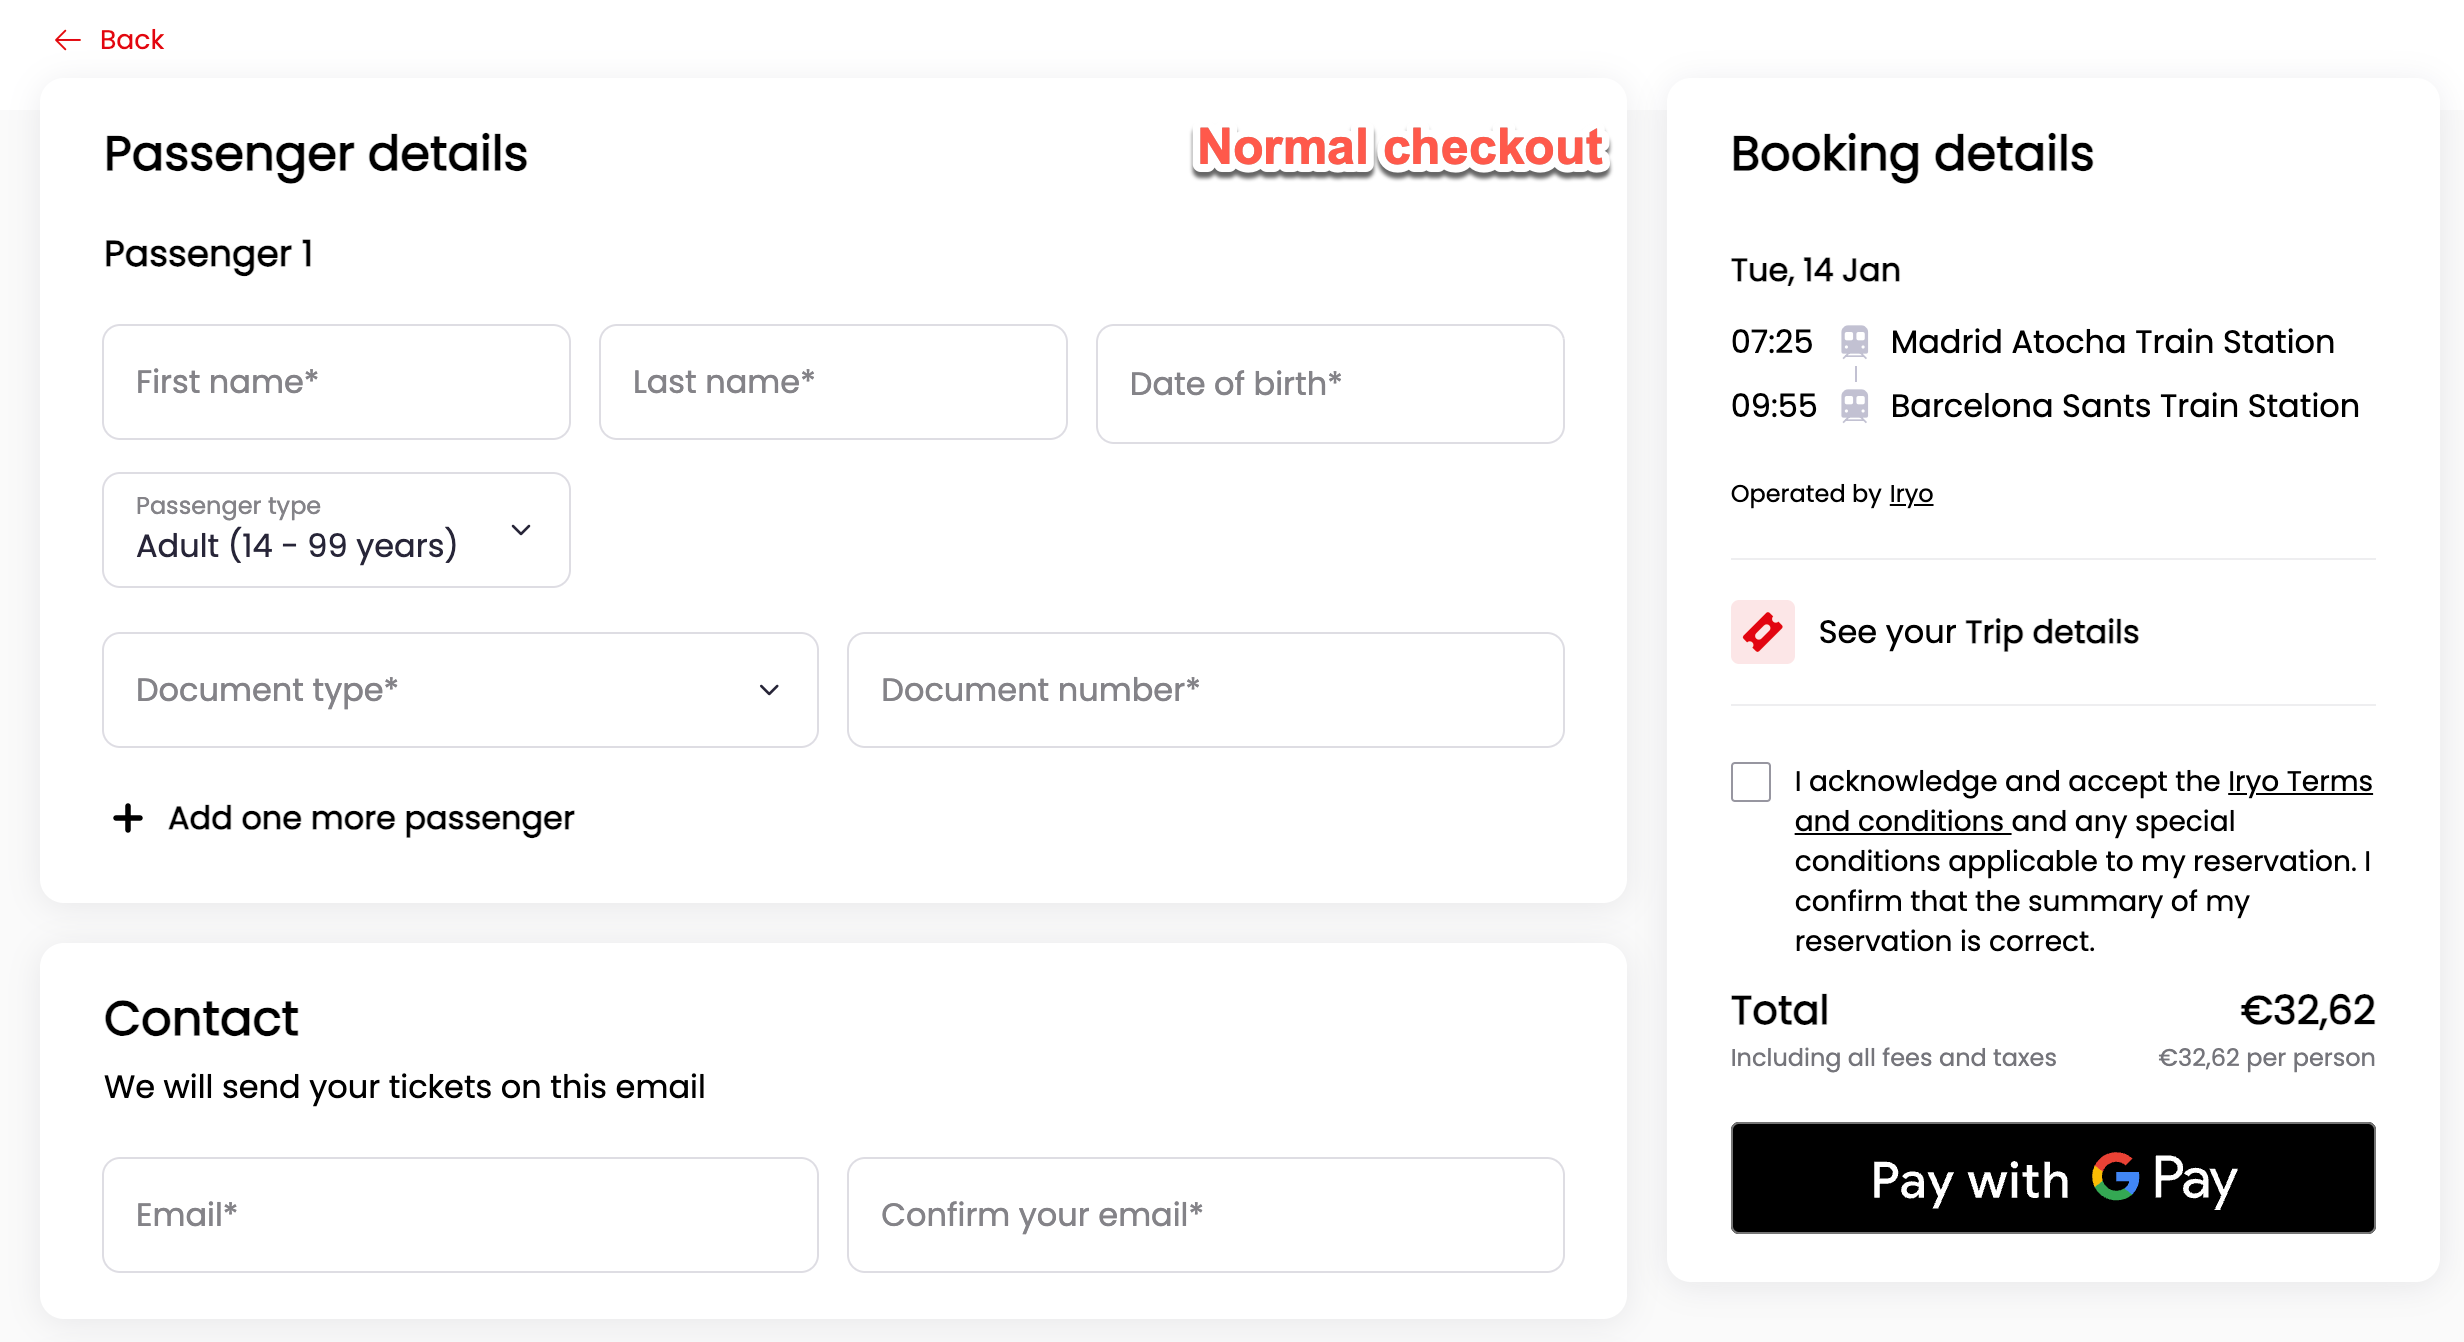 Back
Passenger details
Normal checkout
Passenger 1
First name*
Last name*
Date of birth*
Passenger type
Adult (14 - 99 years)
Document type*
Document number*
Add one more passenger
Contact
We will send your tickets on this email
Email*
Confirm your email*
Booking details
Tue, 14 Jan
07:25 Madrid Atocha Train Station
09:55 Barcelona Sants Train Station
Operated by Iryo
See your Trip details
I acknowledge and accept the Iryo Terms
and conditions and any special
conditions applicable to my reservation. I
confirm that the summary of my
reservation is correct.
Total €32,62
Including all fees and taxes €32,62 per person
Pay with G Pay